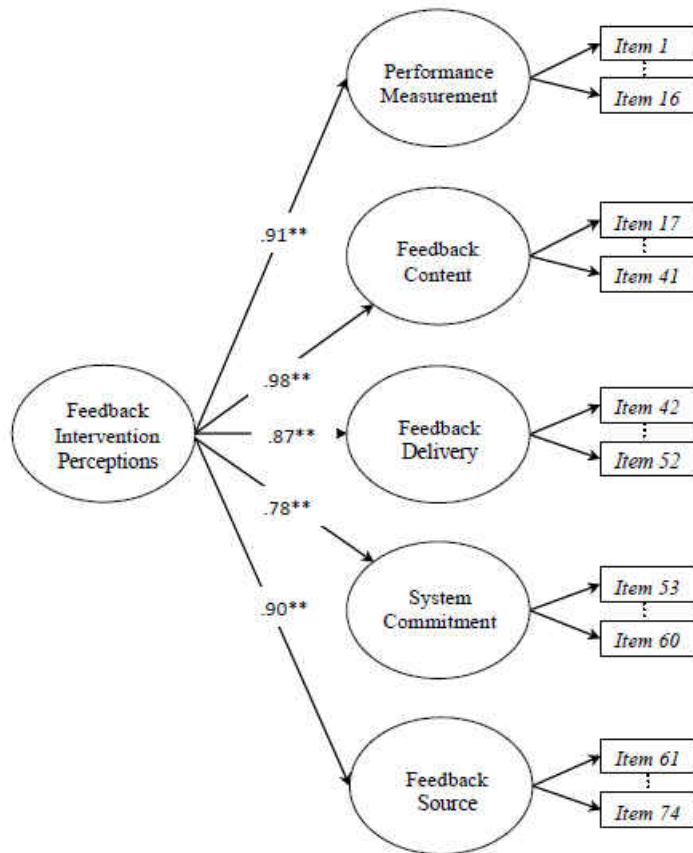 Performance
Measurement
Item 1
Item 16
.91**
Feedback
Content
Item 17
Item 41
.98**
Feedback
Intervention
Perceptions
.87**
Feedback
Delivery
Item 42
Item 52
.78**
System
Commitment
Item 53
Item 60
.90**
Feedback
Source
Item 61
Item 74